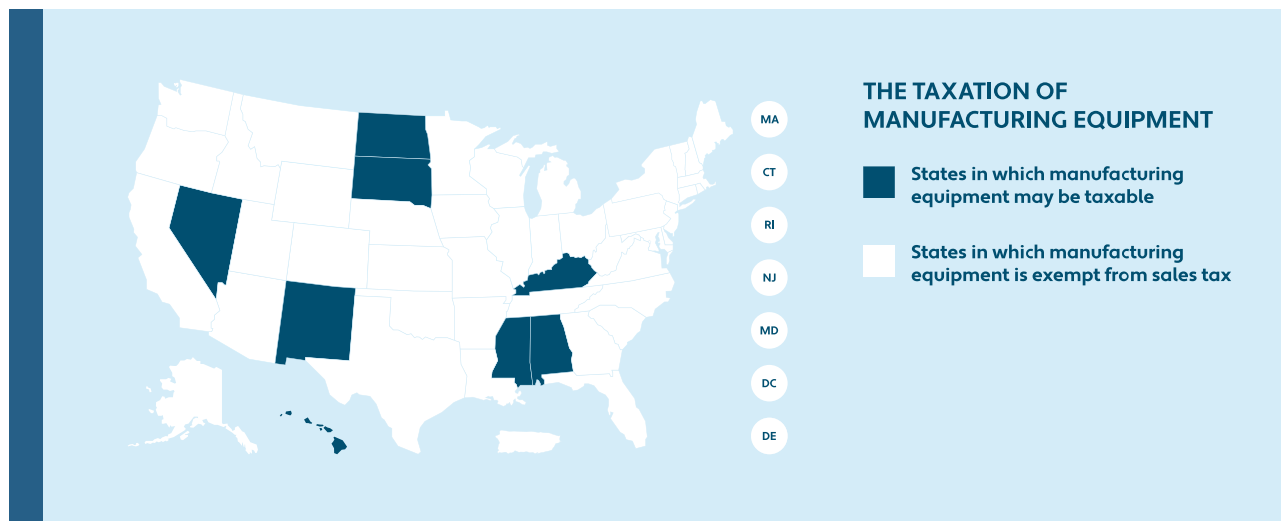 MA
CT
RI
NJ
MD
DC
DE
THE TAXATION OF
MANUFACTURING EQUIPMENT
States in which manufacturing
equipment may be taxable
States in which manufacturing
equipment is exempt from sales tax